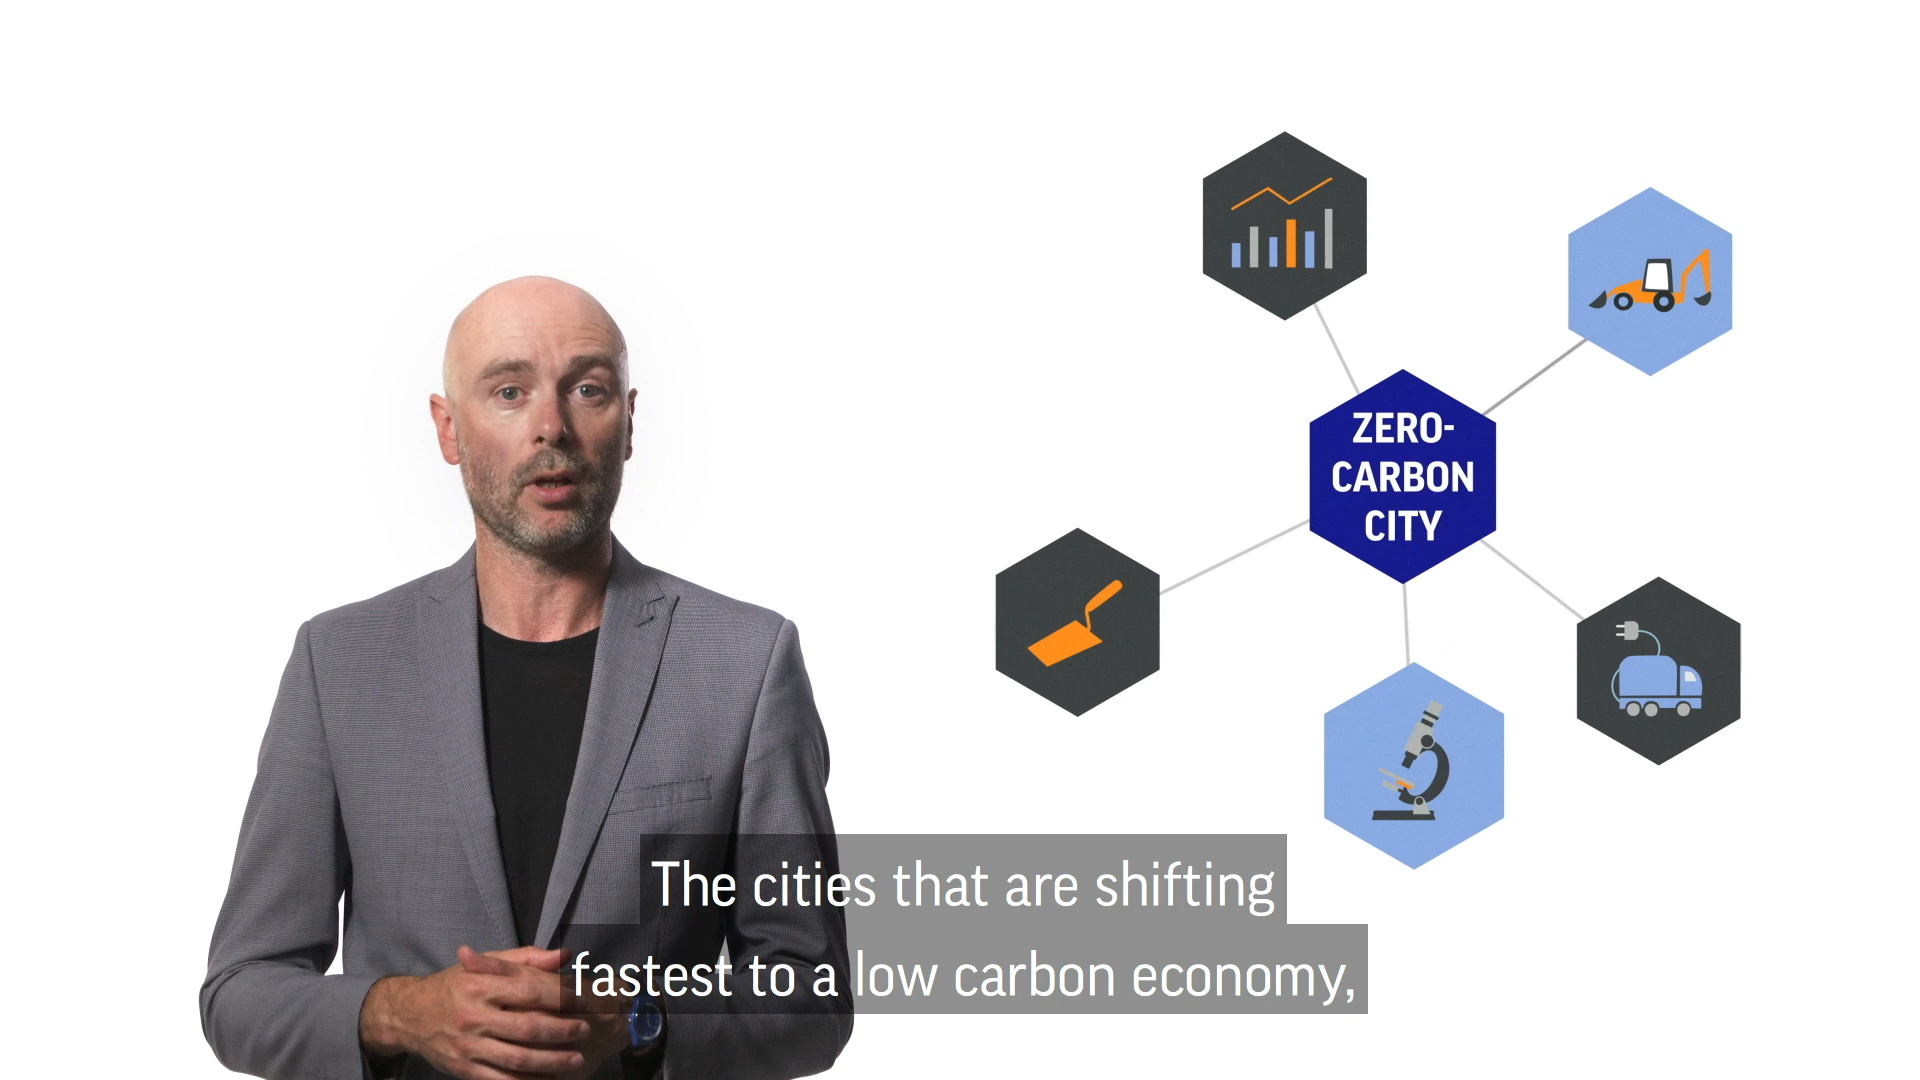 ZERO-
CARBON
CITY
The cities that are shifting
fastest to a low carbon economy,